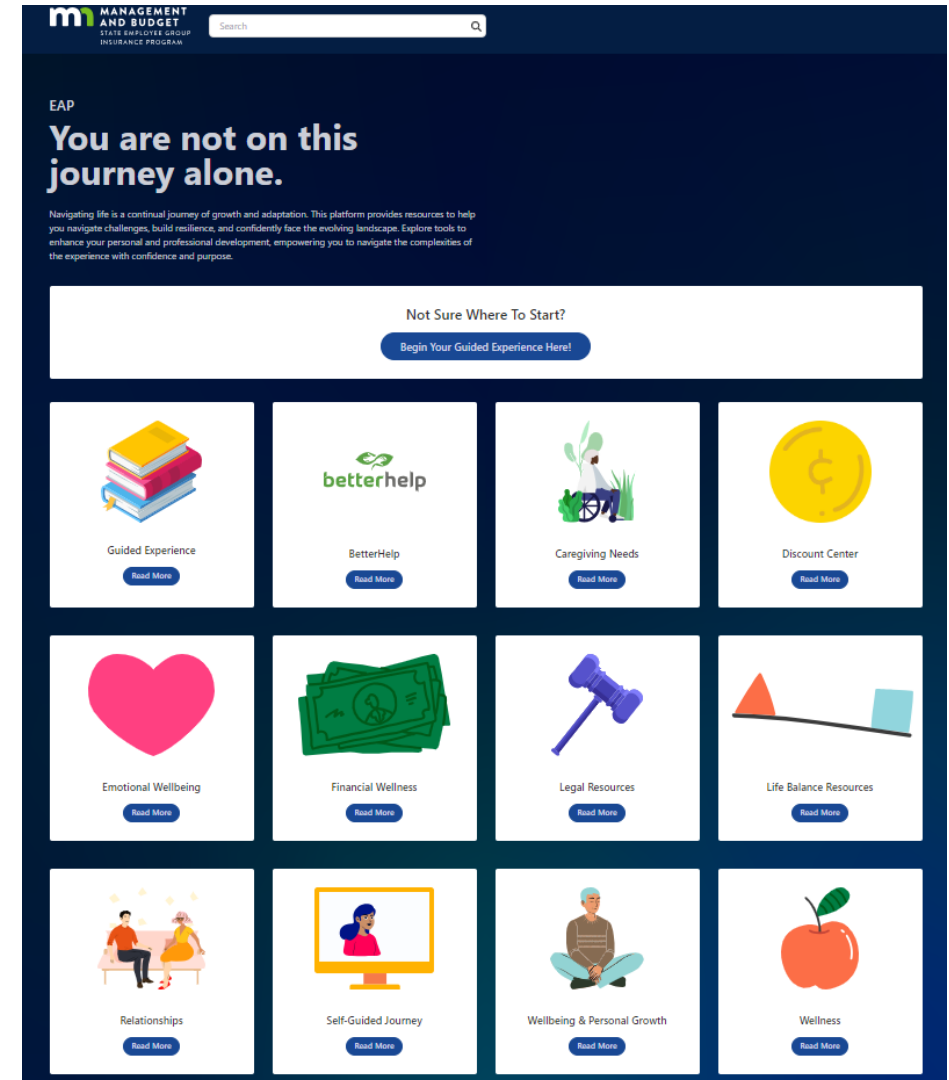 MANAGEMENT
AND BUDGET
STATE EMPLOYEE GROUP
INSURANCE PROGRAM
Search
EAP
You are not on this
journey alone.
Navigating life is a continual journey of growth and adaptation. This platform provides resources to help
you navigate challenges, build resilience, and confidently face the evolving landscape. Explore tools to
enhance your personal and professional development, empowering you to navigate the complexities of
the experience with confidence and purpose.
Not Sure Where To Start?
Begin Your Guided Experience Here!
betterhelp
¢
Guided Experience
BetterHelp
Caregiving Needs
Discount Center
Read More
Read More
Read More
Read More
Emotional Wellbeing
Financial Wellness
Legal Resources
Life Balance Resources
Read More
Read More
Read More
Read More
Relationships
Self-Guided Journey
Wellbeing & Personal Growth
Wellness
Read More
Read More
Read More
Read More